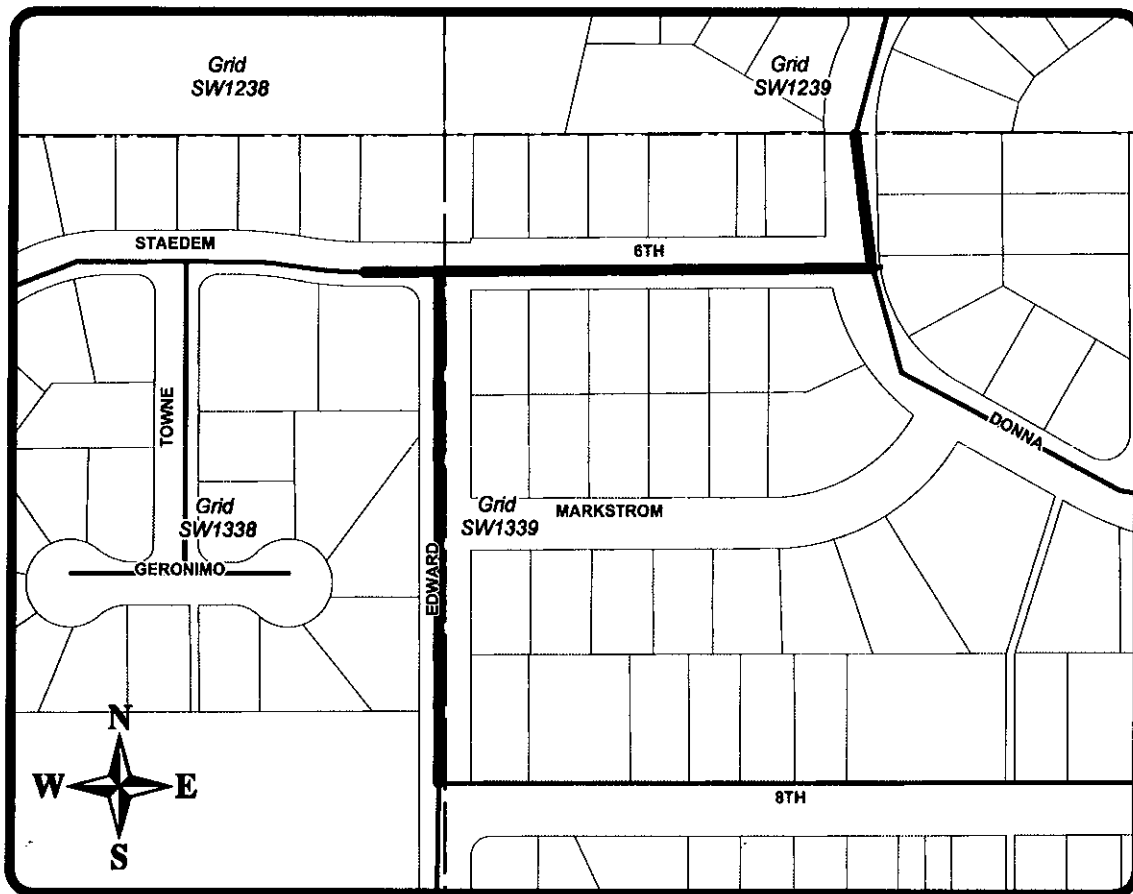 Grid
SW1238
Grid
SW1239
STAEDEM
6TH
TOWNE
DONNA
Grid
SW1338
Grid
SW1339
MARKSTROM
GERONIMO
EDWARD
N
W
E
S
8TH